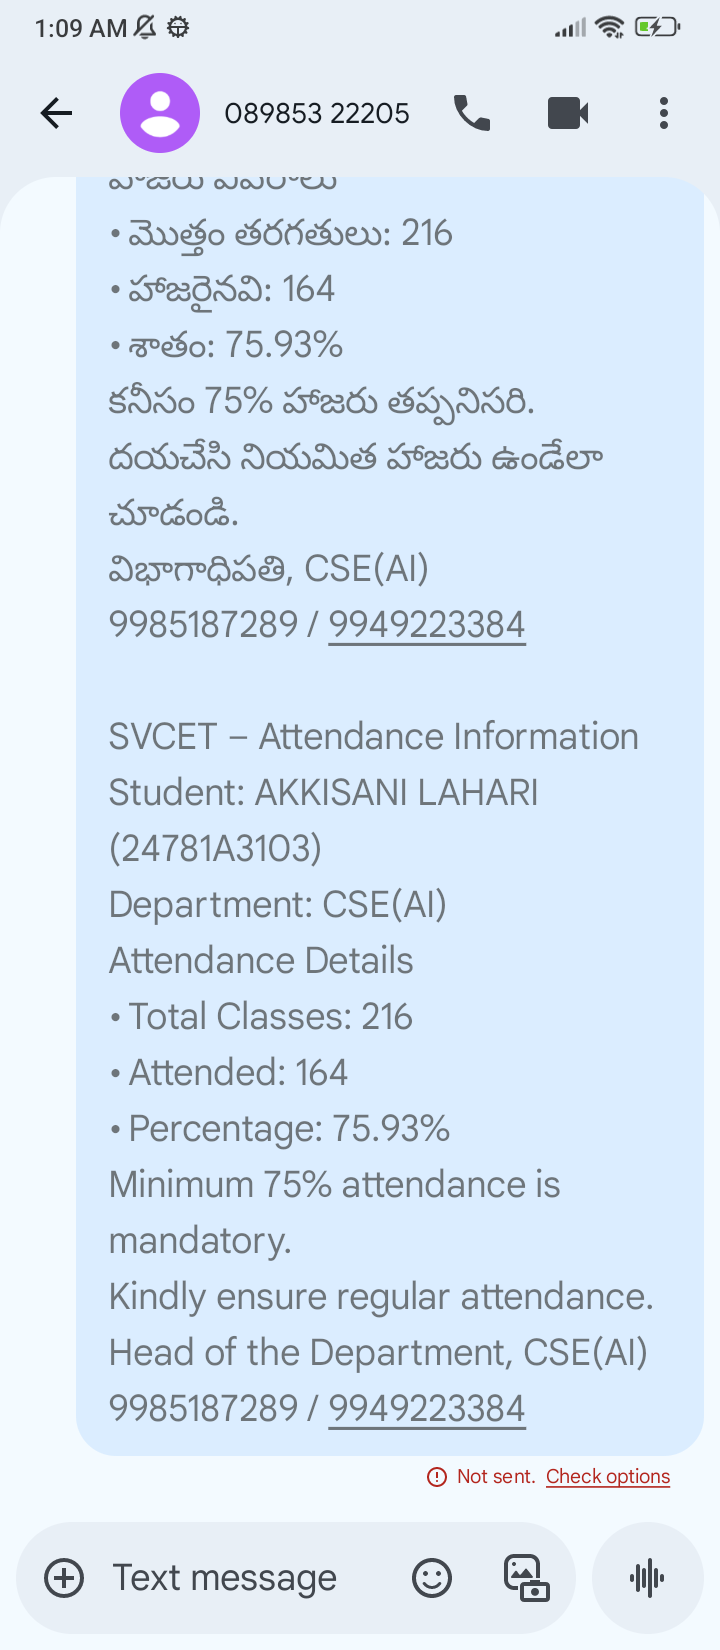 1:09 AM
089853 22205
హాజరు వివరాలు
• మొత్తం తరగతులు: 216
• హాజరైనవి: 164
• శాతం: 75.93%
కనీసం 75% హాజరు తప్పనిసరి.
దయచేసి నియమిత హాజరు ఉండేలా
చూడండి.
విభాగాధిపతి, CSE(AI)
9985187289 / 9949223384
SVCET – Attendance Information
Student: AKKISANI LAHARI
(24781A3103)
Department: CSE(AI)
Attendance Details
• Total Classes: 216
• Attended: 164
• Percentage: 75.93%
Minimum 75% attendance is
mandatory.
Kindly ensure regular attendance.
Head of the Department, CSE(AI)
9985187289 / 9949223384
Not sent. Check options
Text message